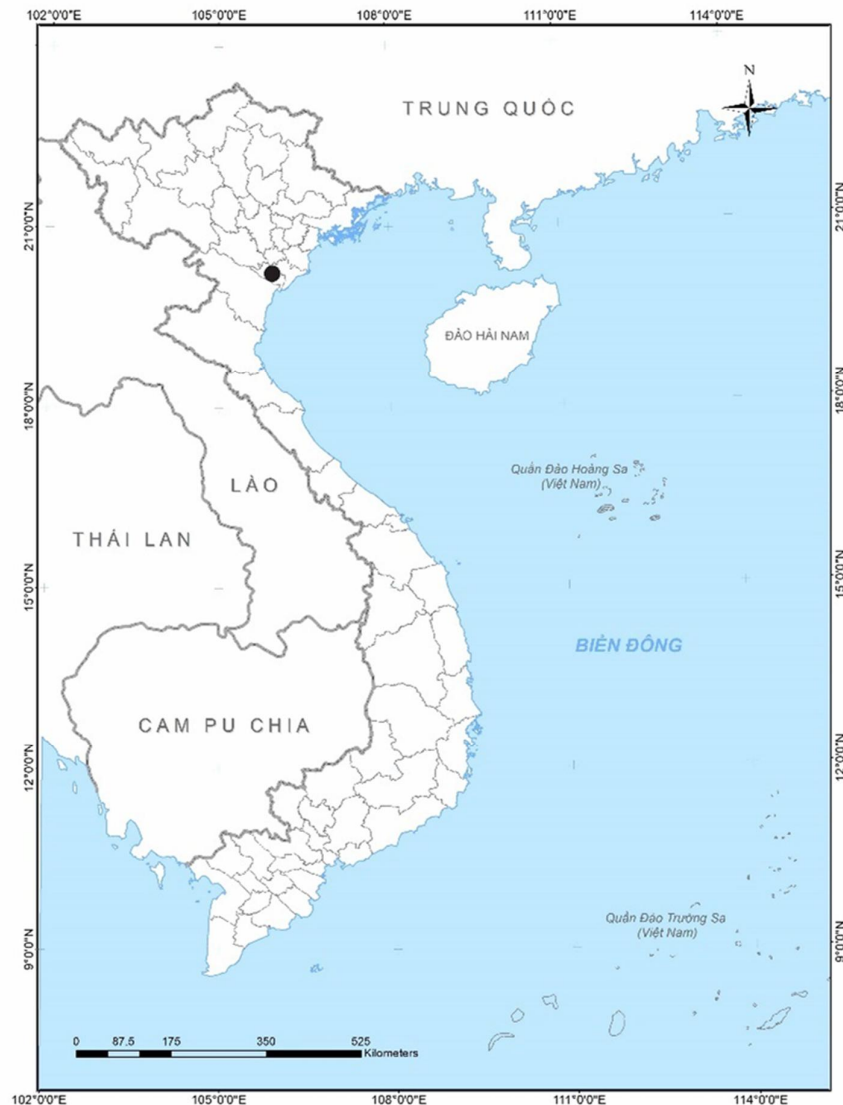 102°0'0"E 105°0'0"E 108°0'0"E 111°0'0"E 114°0'0"E
N
TRUNG QUỐC
21°0'0"N 21°0'0"N
ĐẢO HẢI NAM
18°0'0"N 18°0'0"N
Quần Đảo Hoàng Sa
(Việt Nam)
LÀO
THÁI LAN
15°0'0"N 15°0'0"N
BIỂN ĐÔNG
CAM PU CHIA
12°0'0"N 12°0'0"N
Quần Đảo Trường Sa
(Việt Nam)
9°0'0"N 9°0'0"N
0 87.5 175 350 525
Kilometers
102°0'0"E 105°0'0"E 108°0'0"E 111°0'0"E 114°0'0"E